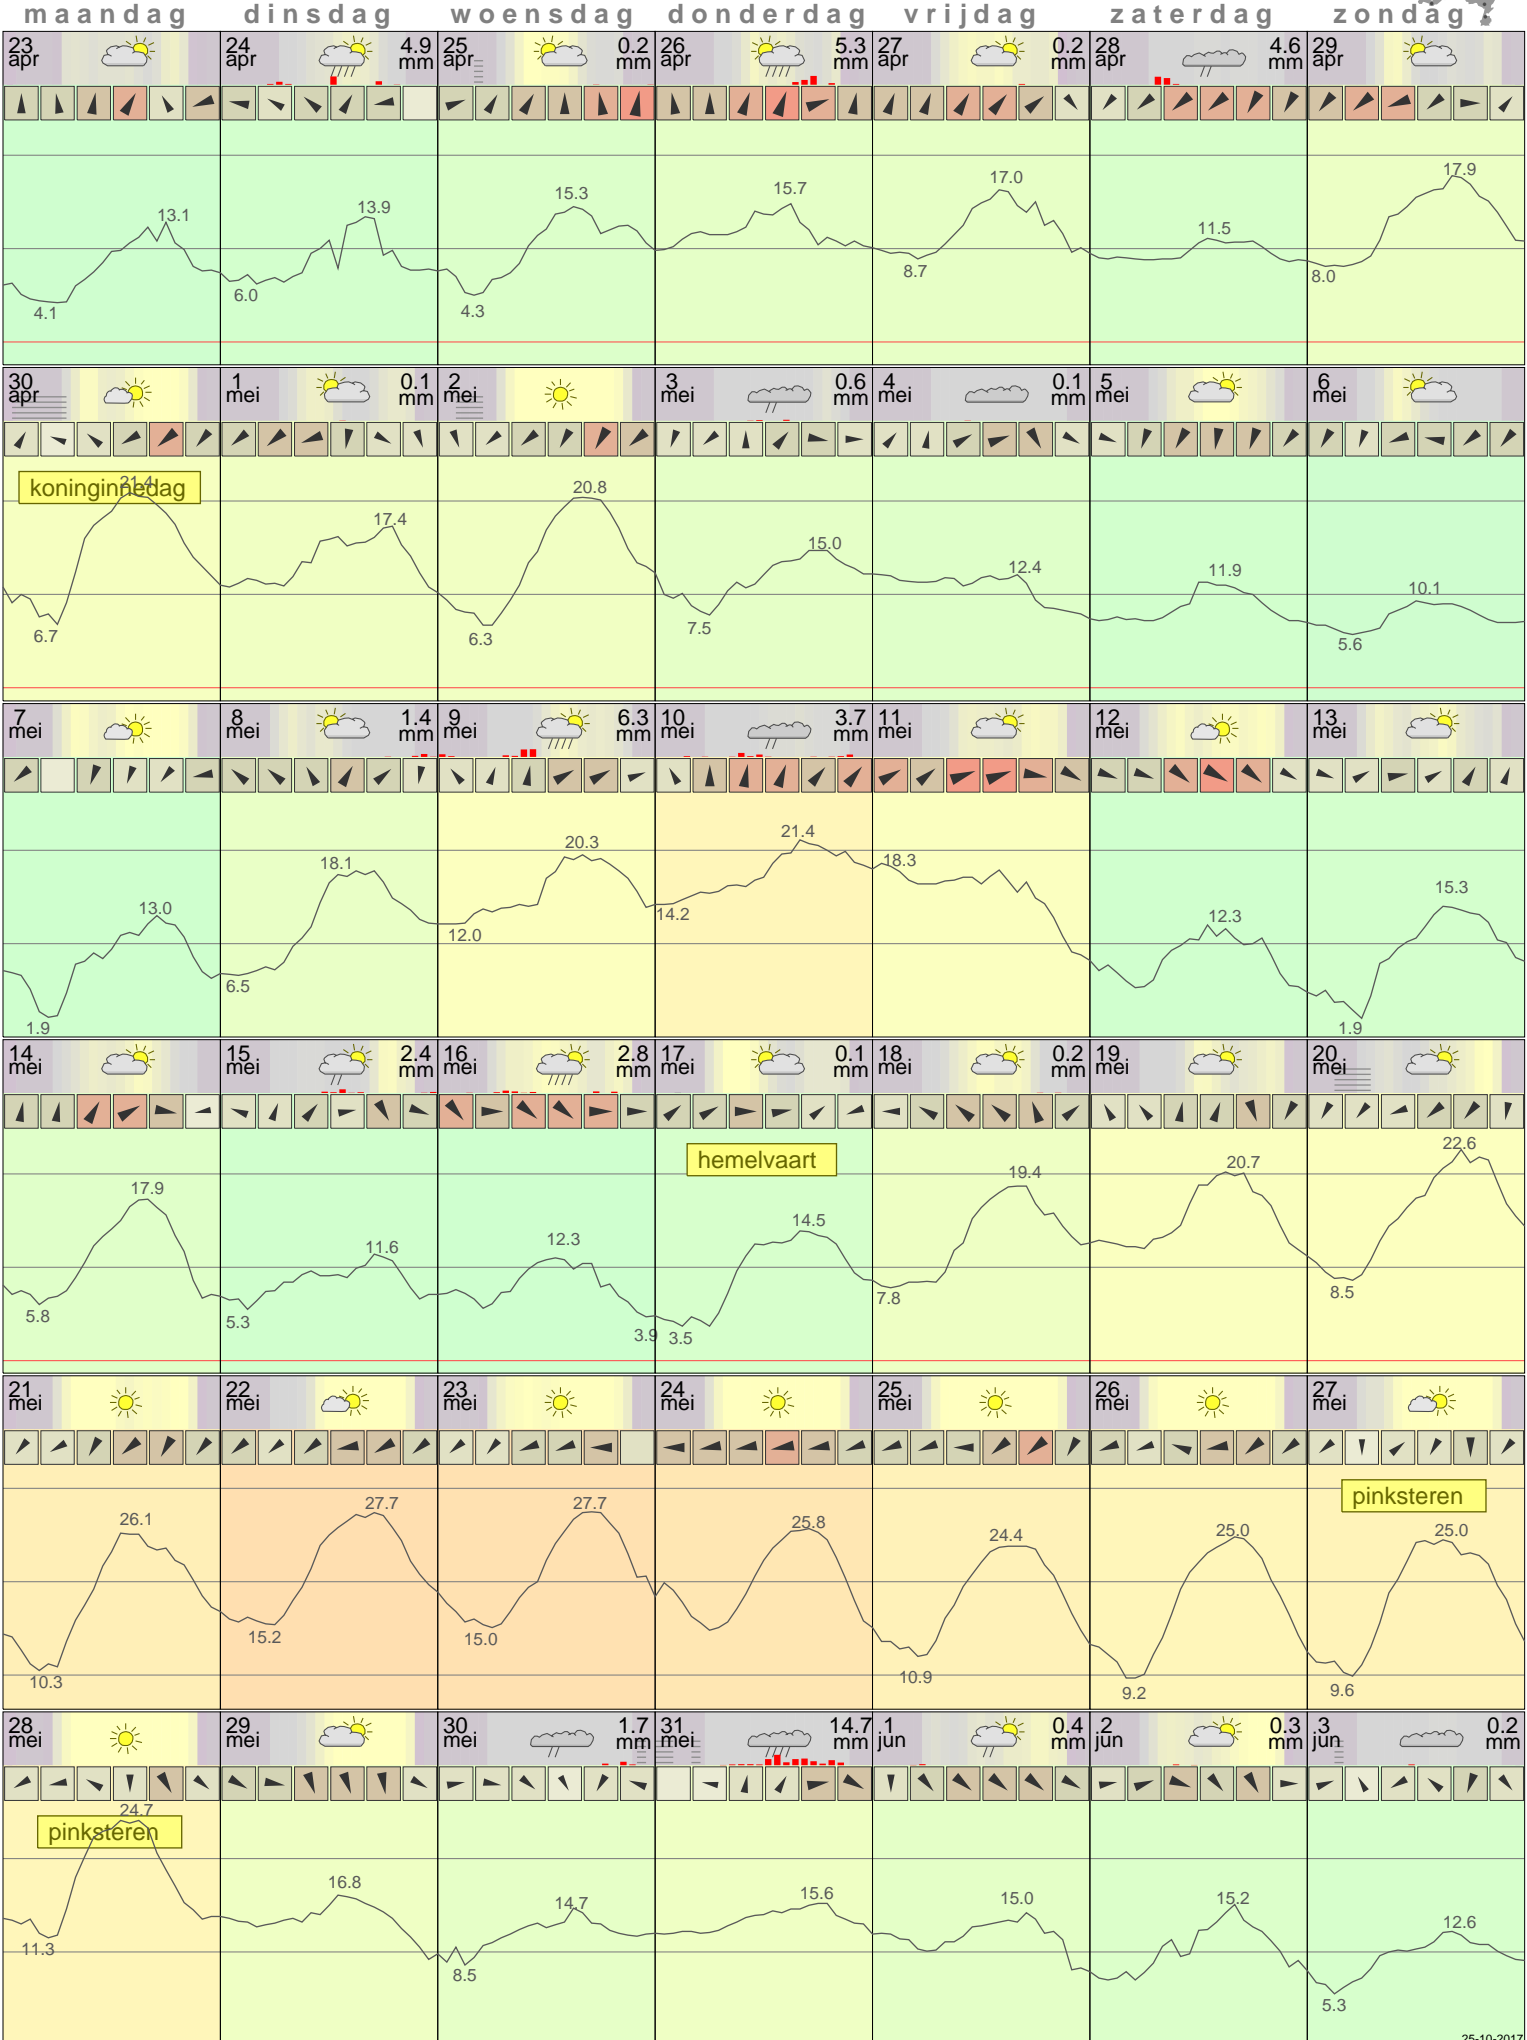 maandag dinsdag woensdag donderdag vrijdag zaterdag zondag
23 24 4.9 25 0.2 26 5.3 27 0.2 28 4.6 29
apr apr mm apr mm apr mm apr mm apr mm apr
13.1 13.9 15.3 15.7 17.0 11.5 17.9
4.1 6.0 4.3 8.7 8.0
30 1 0.1 2 3 0.6 4 0.1 5 6
apr mei mm mei mei mm mei mm mei mei
koninginnedag
21.4 17.4 20.8 15.0 12.4 11.9 10.1
6.7 6.3 7.5 5.6
7 8 1.4 9 6.3 10 3.7 11 12 13
mei mei mm mei mm mei mm mei mei mei
13.0 18.1 20.3 21.4 18.3 12.3 15.3
1.9 6.5 12.0 14.2 1.9
14 15 2.4 16 2.8 17 0.1 18 0.2 19 20
mei mei mm mei mm mei mm mei mm mei mei
hemelvaart
17.9 11.6 12.3 14.5 19.4 20.7 22.6
5.8 5.3 3.9 3.5 7.8 8.5
21 22 23 24 25 26 27
mei mei mei mei mei mei mei
pinksteren
26.1 27.7 27.7 25.8 24.4 25.0 25.0
10.3 15.2 15.0 10.9 9.2 9.6
28 29 30 1.7 31 14.7 1 0.4 2 0.3 3 0.2
mei mei mei mm mei mm jun mm jun mm jun mm
24.7
pinksteren
16.8 14.7 15.6 15.0 15.2 12.6
11.3 8.5 5.3
25-10-2017